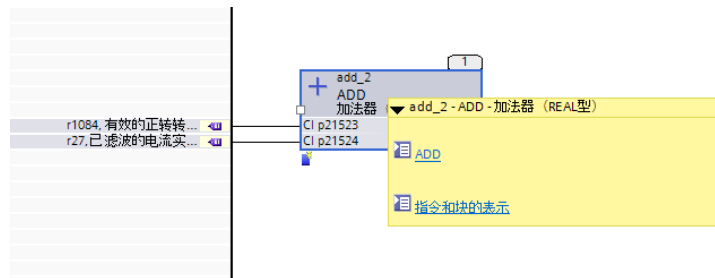 1
add_2
ADD
加法器
add_2 - ADD - 加法器（REAL型）
r1084, 有效的正转转...
CI p21523
r27,已滤波的电流实...
CI p21524
ADD
指令和块的表示